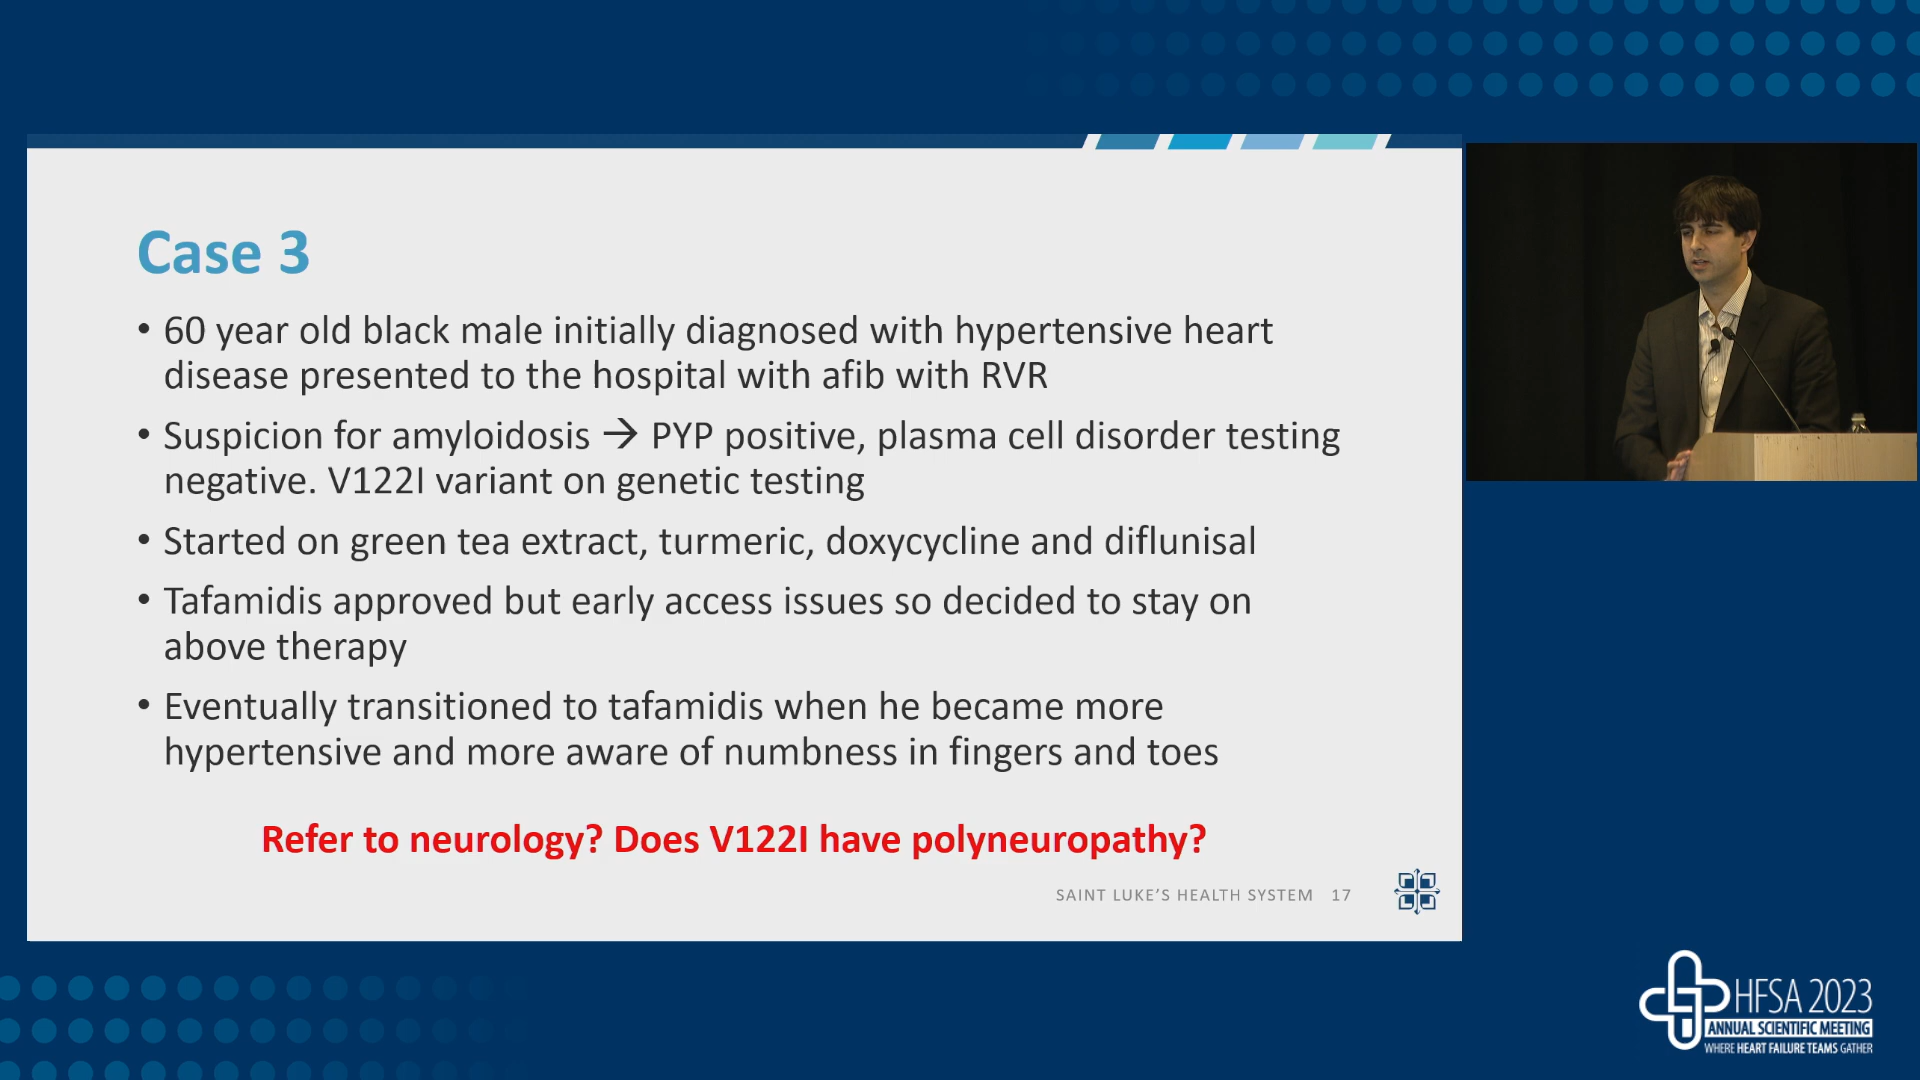 Case 3
• 60 year old black male initially diagnosed with hypertensive heart
disease presented to the hospital with afib with RVR
• Suspicion for amyloidosis → PYP positive, plasma cell disorder testing
negative. V122I variant on genetic testing
• Started on green tea extract, turmeric, doxycycline and diflunisal
• Tafamidis approved but early access issues so decided to stay on
above therapy
• Eventually transitioned to tafamidis when he became more
hypertensive and more aware of numbness in fingers and toes
Refer to neurology? Does V122I have polyneuropathy?
SAINT LUKE'S HEALTH SYSTEM 17
HFSA 2023
ANNUAL SCIENTIFIC MEETING
WHERE HEART FAILURE TEAMS GATHER